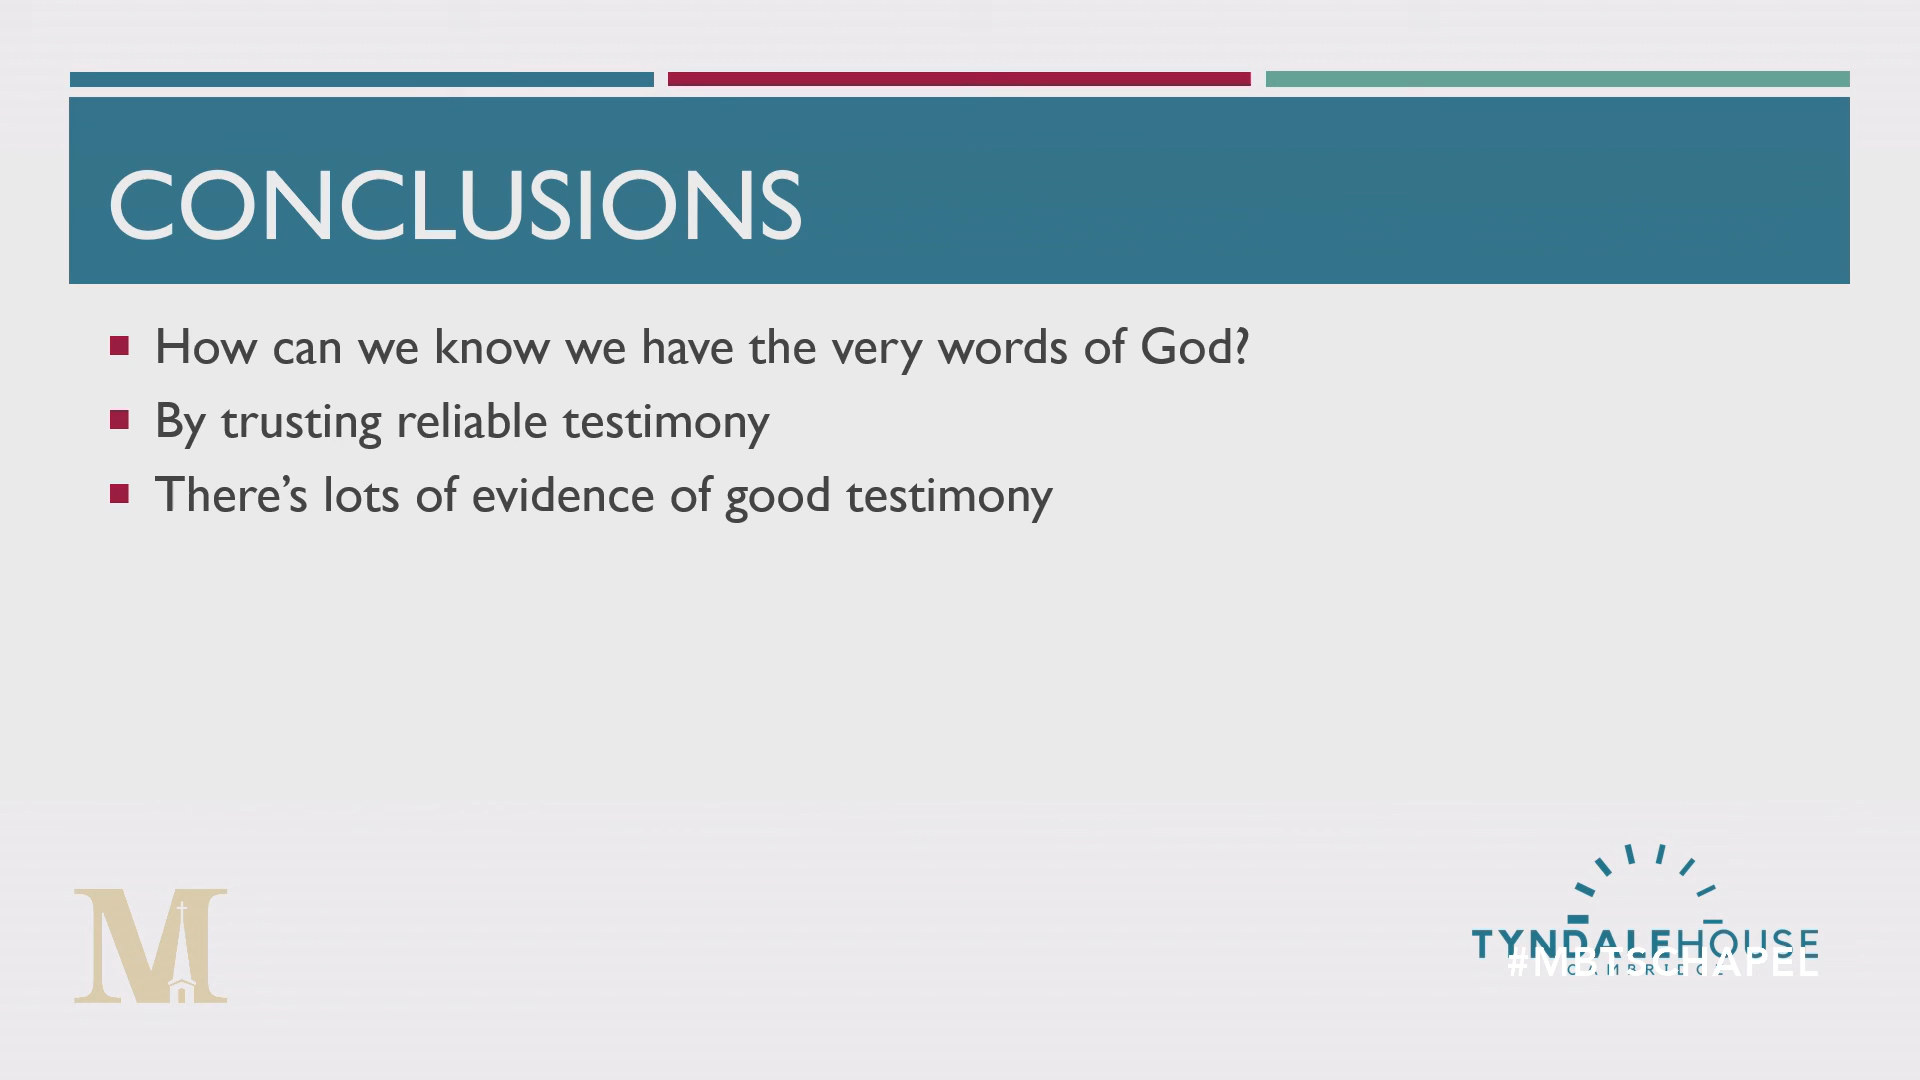 CONCLUSIONS
How can we know we have the very words of God?
By trusting reliable testimony
There’s lots of evidence of good testimony
M
TYNDALEHOUSE
CAMBRIDGE
#MBTSCHAPEL